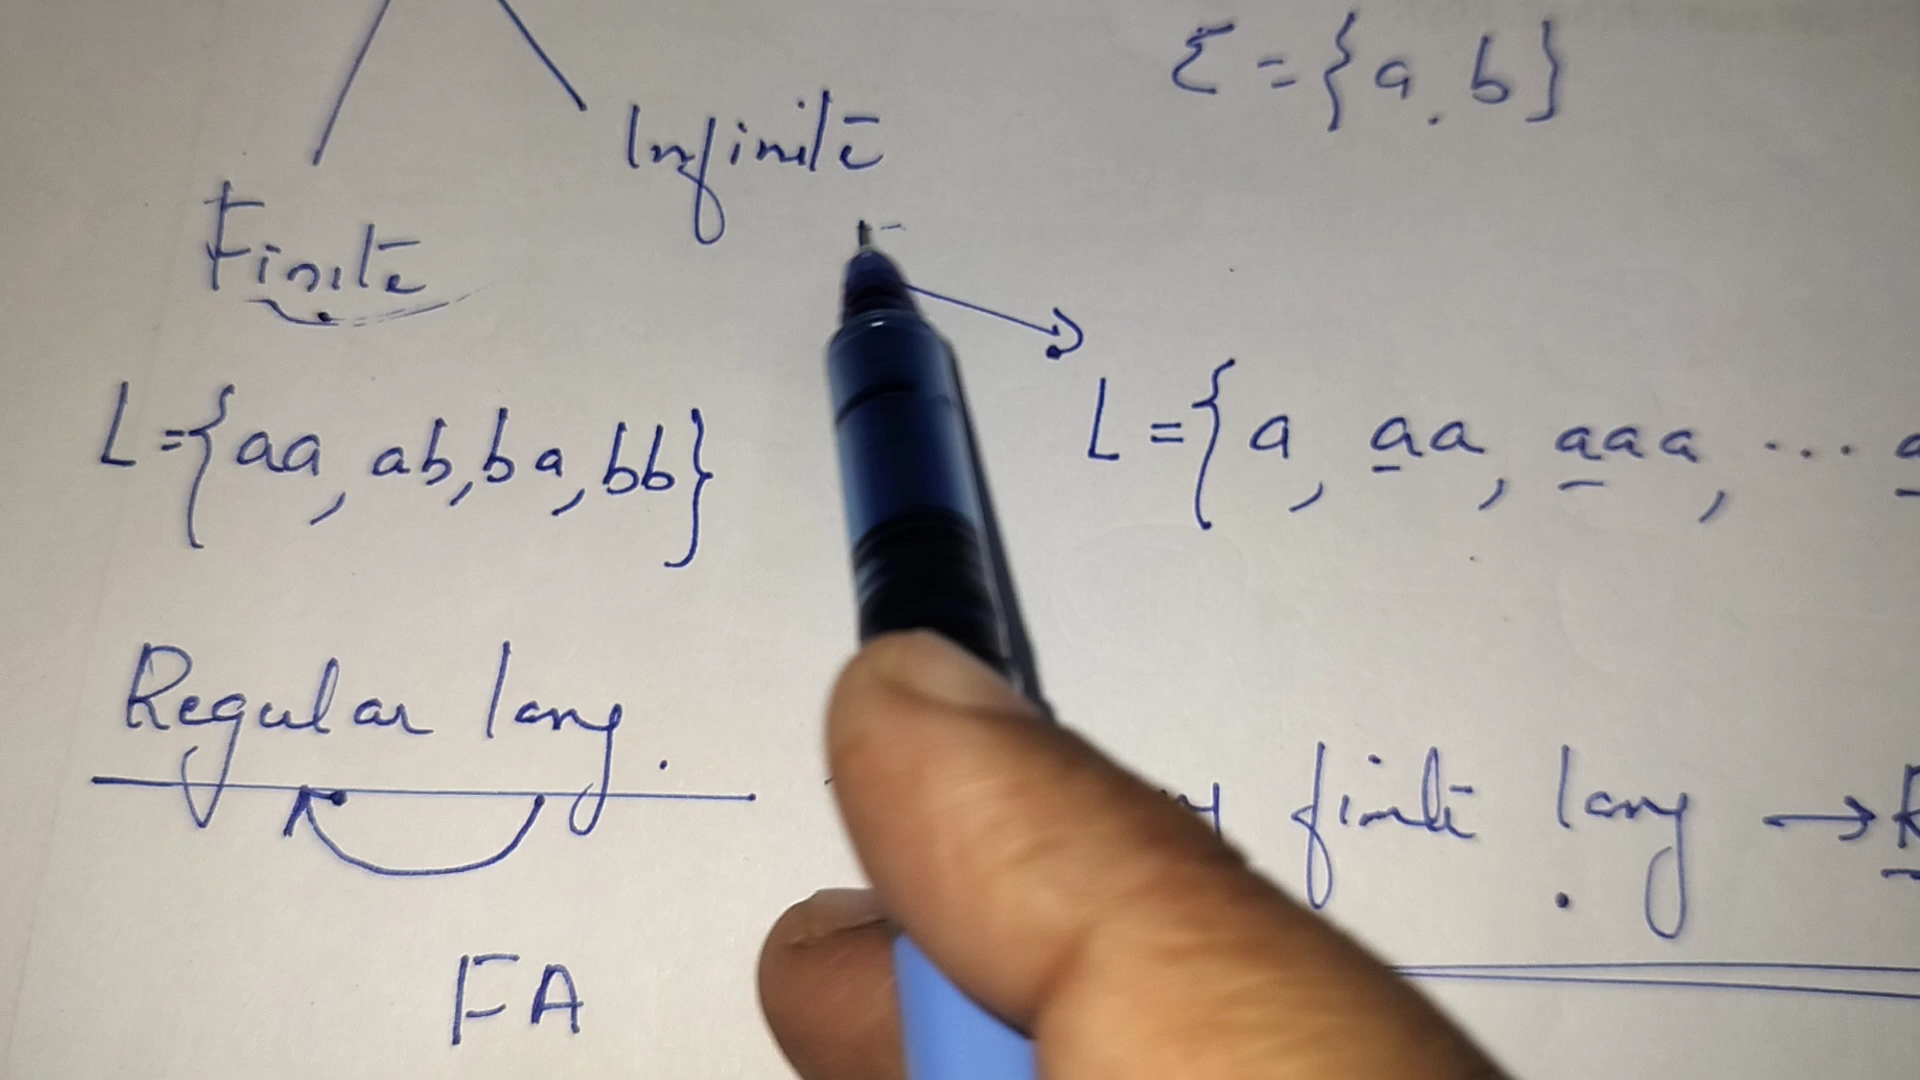 Σ = {a, b}
Infinite
Finite
L = {aa, ab, ba, bb}
L = {a, aa, aaa ... a
Regular lang.
finite lang →
FA